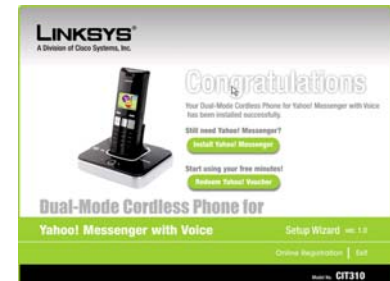 LINKSYS®
A Division of Cisco Systems, Inc.
Congratulations
Your Dual-Mode Cordless Phone for Yahoo! Messenger with Voice
has been installed successfully.
Still need Yahoo! Messenger?
Install Yahoo! Messenger
Start using your free minutes!
Redeem Yahoo! Voucher
Dual-Mode Cordless Phone for
Yahoo! Messenger with Voice
Setup Wizard ver. 1.0
Online Registration | Exit
Model No. CIT310